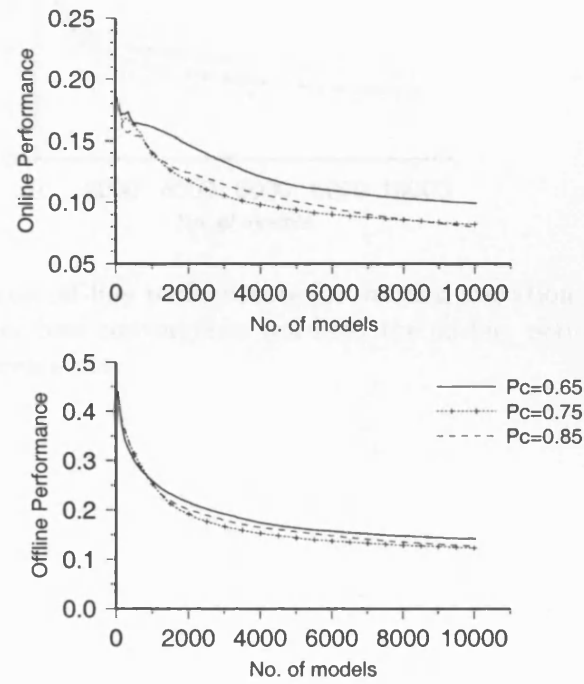 0.25
0.20
0.15
0.10
0.05
Online Performance
0 2000 4000 6000 8000 10000
No. of models
0.5
0.4
0.3
0.2
0.1
0.0
Offline Performance
Pc=0.65
Pc=0.75
Pc=0.85
0 2000 4000 6000 8000 10000
No. of models